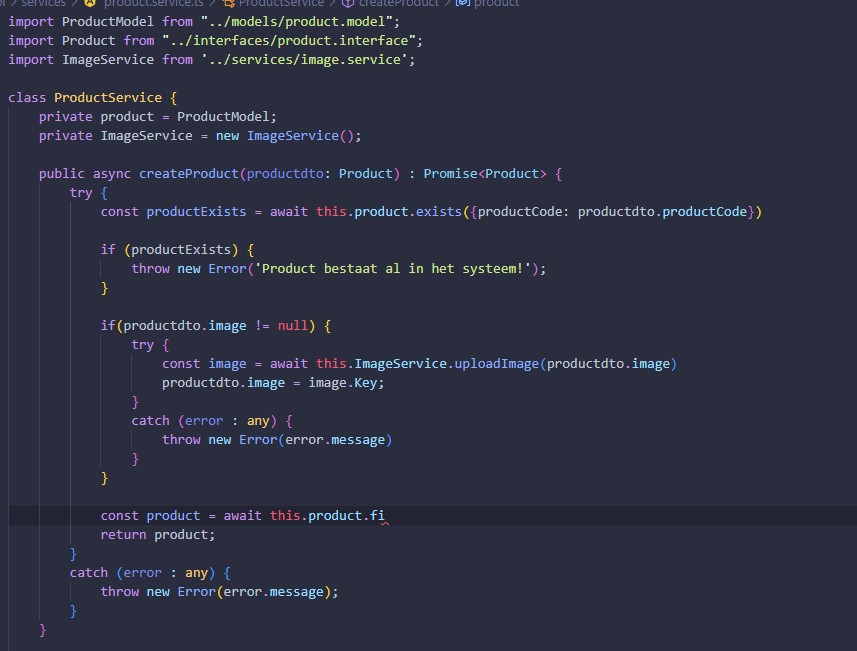 services > product.service.ts > ProductService > createProduct > product
import ProductModel from "../models/product.model";
import Product from "../interfaces/product.interface";
import ImageService from '../services/image.service';
class ProductService {
    private product = ProductModel;
    private ImageService = new ImageService();
    public async createProduct(productdto: Product) : Promise<Product> {
        try {
            const productExists = await this.product.exists({productCode: productdto.productCode})
            if (productExists) {
                throw new Error('Product bestaat al in het systeem!');
            }
            if(productdto.image != null) {
                try {
                    const image = await this.ImageService.uploadImage(productdto.image)
                    productdto.image = image.Key;
                }
                catch (error : any) {
                    throw new Error(error.message)
                }
            }
            const product = await this.product.fi
            return product;
        }
        catch (error : any) {
            throw new Error(error.message);
        }
    }